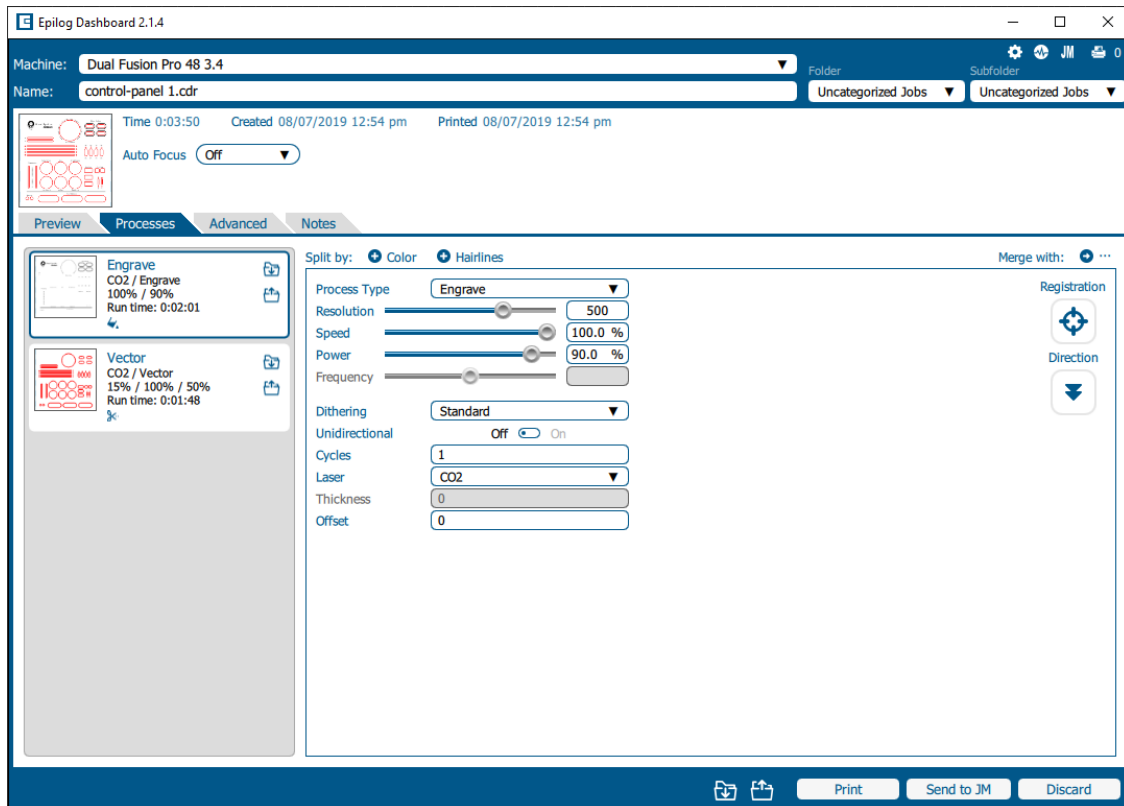 Epilog Dashboard 2.1.4
JM 0
Machine: Dual Fusion Pro 48 3.4
Folder Subfolder
Name: control-panel 1.cdr Uncategorized Jobs Uncategorized Jobs
Time 0:03:50 Created 08/07/2019 12:54 pm Printed 08/07/2019 12:54 pm
Auto Focus Off
Preview Processes Advanced Notes
Engrave
CO2 / Engrave
100% / 90%
Run time: 0:02:01
Vector
CO2 / Vector
15% / 100% / 50%
Run time: 0:01:48
Split by: Color Hairlines Merge with: ...
Process Type Engrave
Resolution 500
Speed 100.0 %
Power 90.0 %
Frequency
Dithering Standard
Unidirectional Off On
Cycles 1
Laser CO2
Thickness 0
Offset 0
Registration
Direction
Print Send to JM Discard